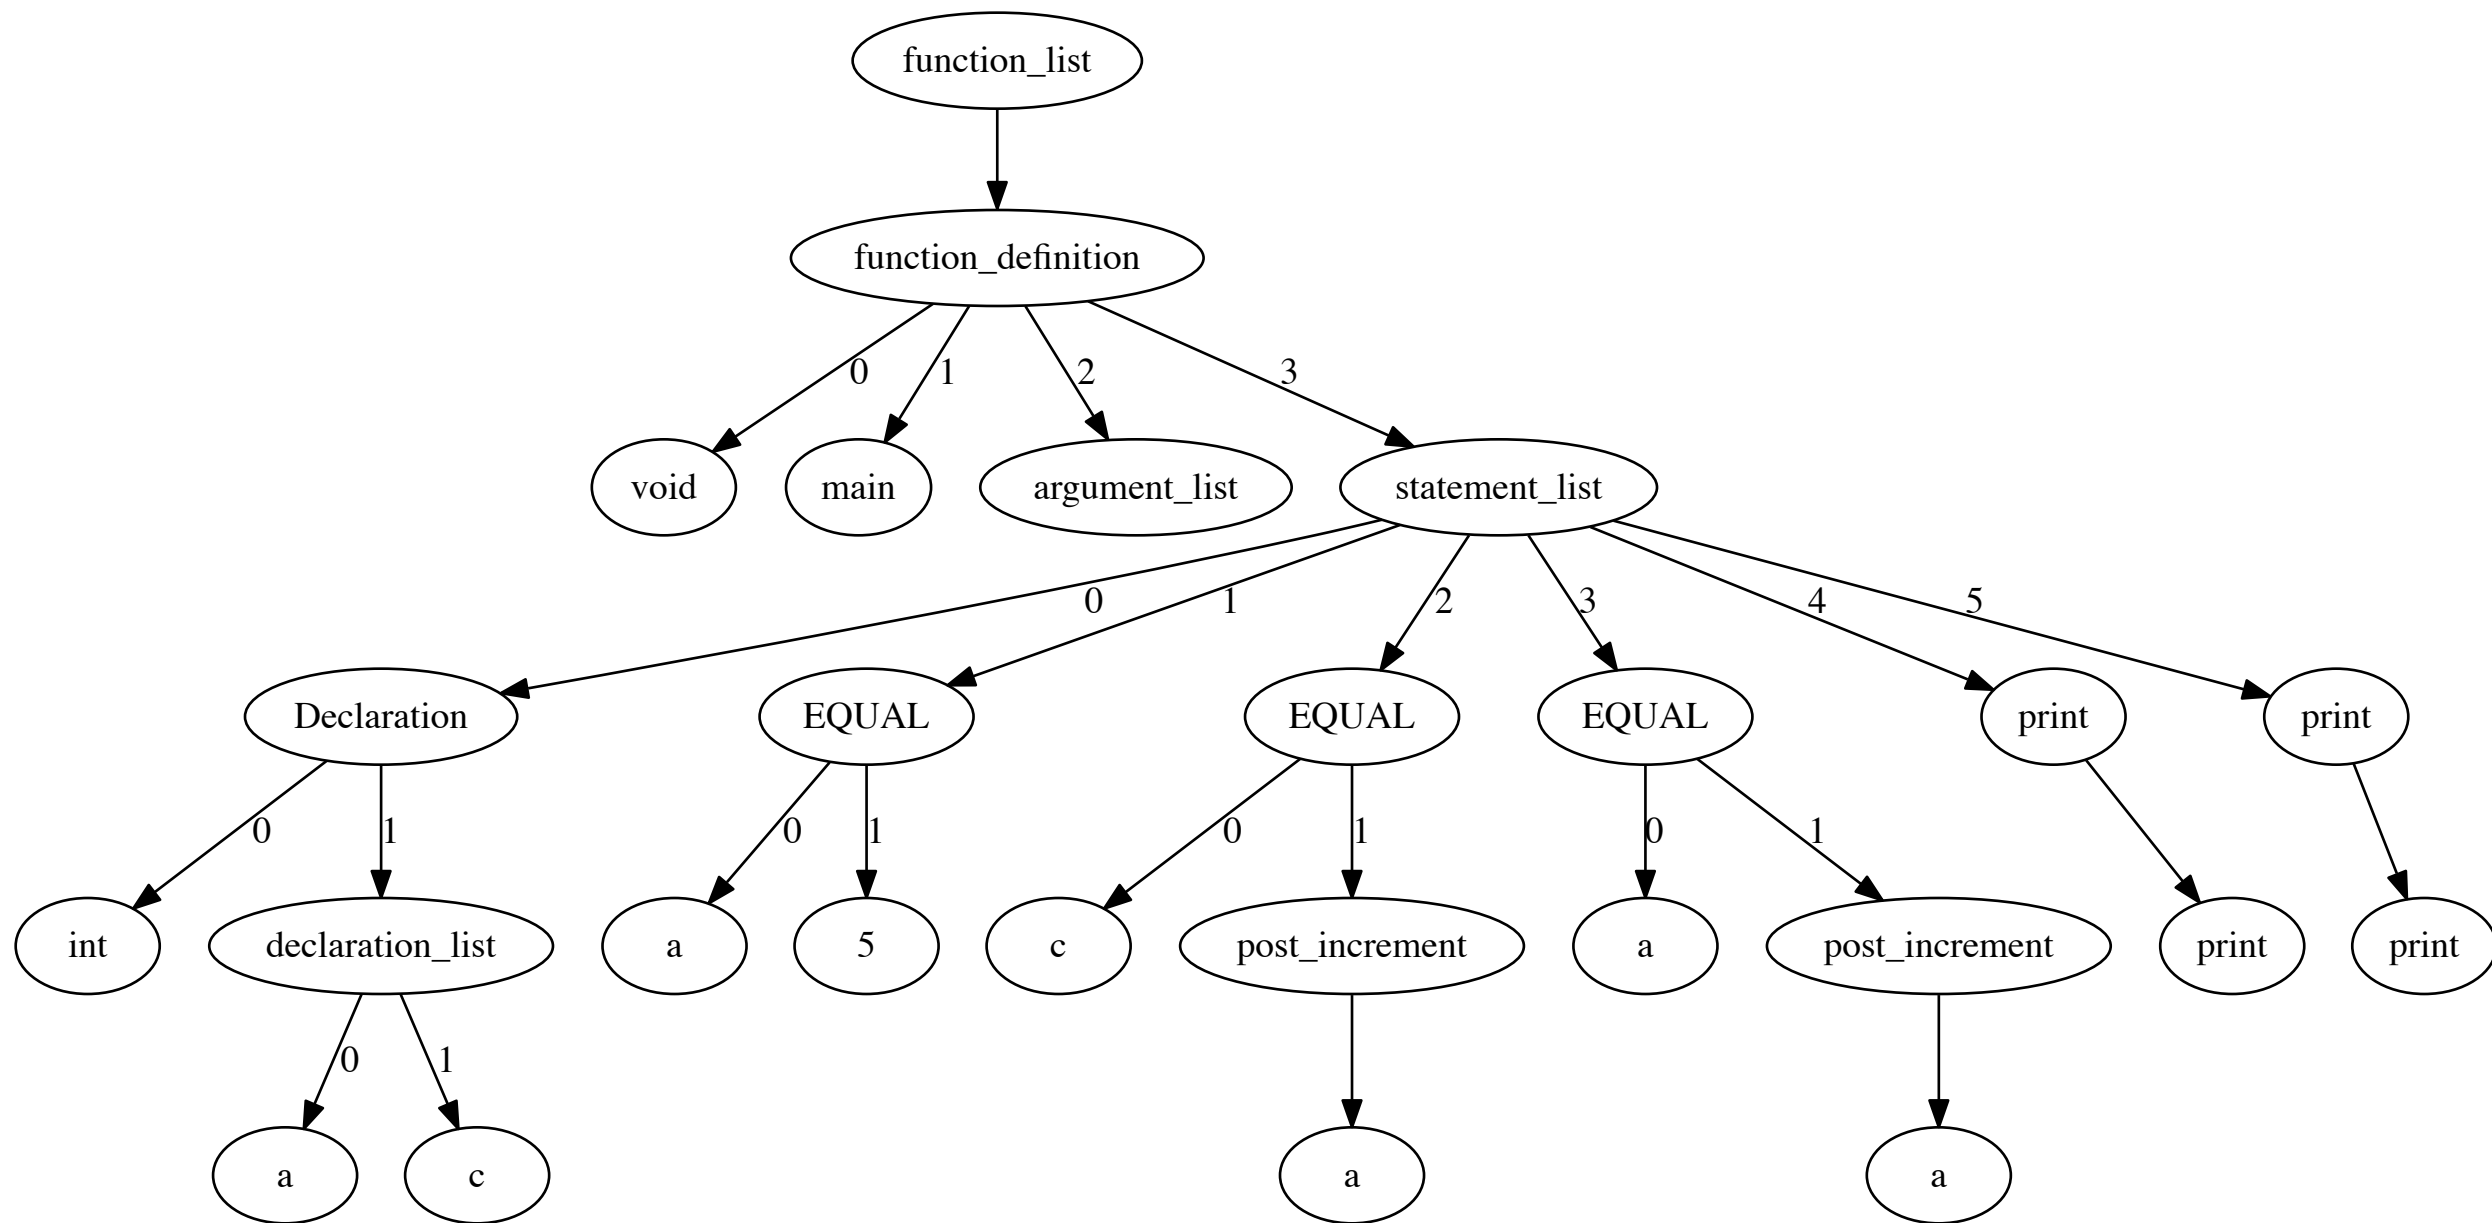 function_list
function_definition
0 1 2 3
void main argument_list statement_list
0 1 2 3 4 5
Declaration EQUAL EQUAL EQUAL print print
0 1 0 1 0 1 0 1
int declaration_list a 5 c post_increment a post_increment print print
0 1
a c a a